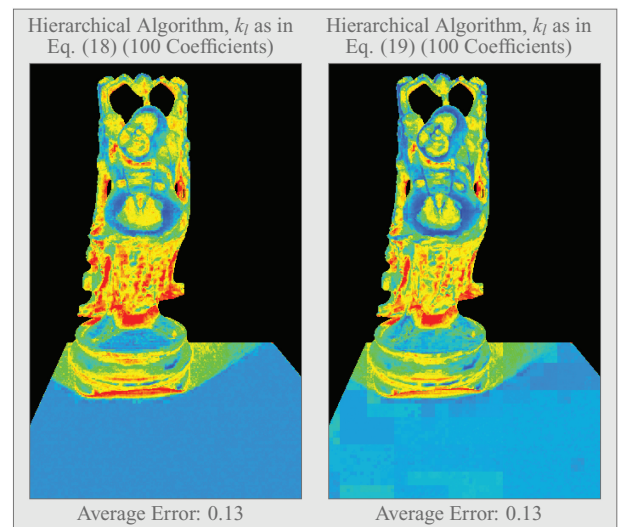 Hierarchical Algorithm, k_l as in
Eq. (18) (100 Coefficients)
Average Error: 0.13
Hierarchical Algorithm, k_l as in
Eq. (19) (100 Coefficients)
Average Error: 0.13